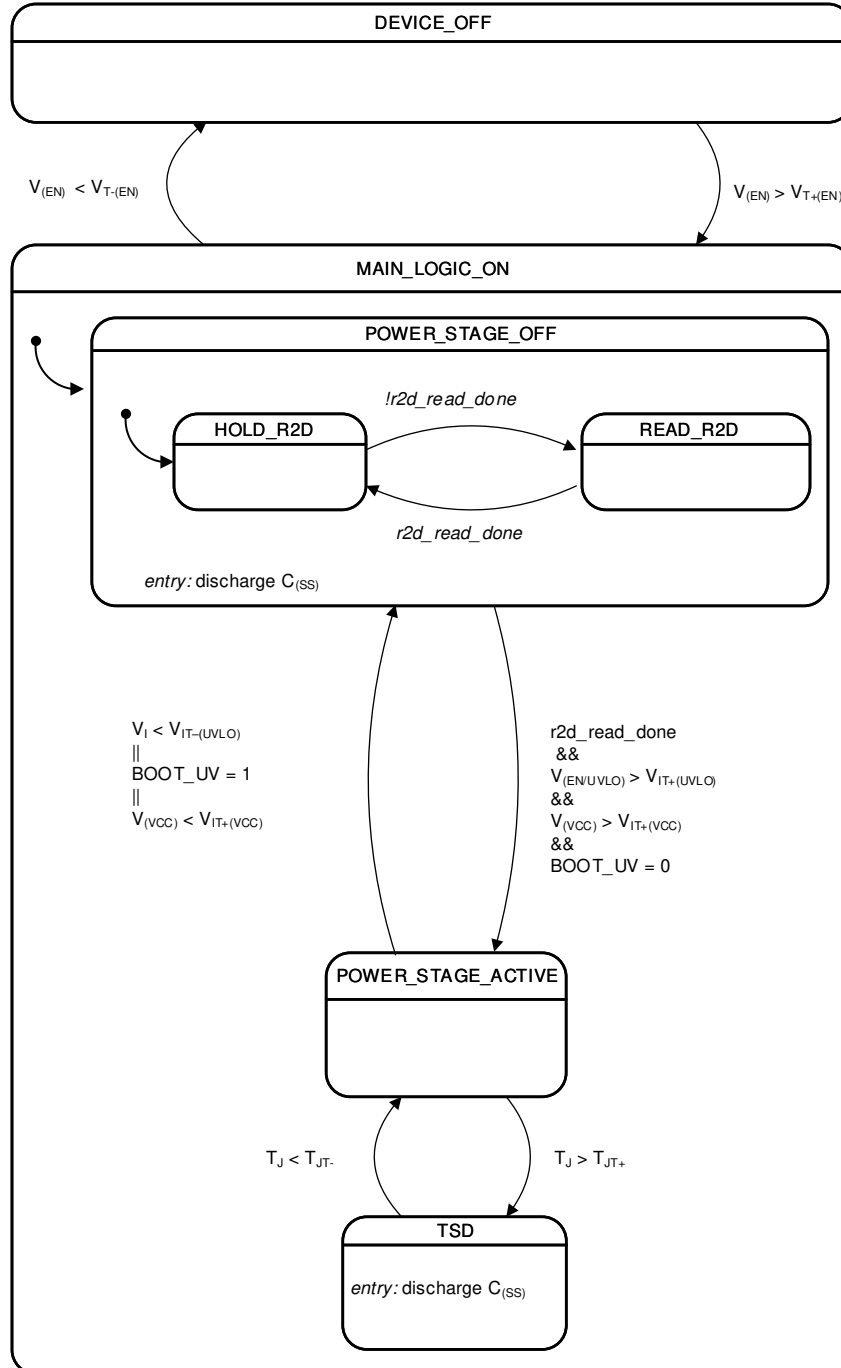 DEVICE_OFF
V(EN) < VT-(EN)
V(EN) > VT+(EN)
MAIN_LOGIC_ON
POWER_STAGE_OFF
!r2d_read_done
HOLD_R2D
READ_R2D
r2d_read_done
entry: discharge C(SS)
VI < VIT–(UVLO)
||
BOOT_UV = 1
||
V(VCC) < VIT+(VCC)
r2d_read_done
&&
V(EN/UVLO) > VIT+(UVLO)
&&
V(VCC) > VIT+(VCC)
&&
BOOT_UV = 0
POWER_STAGE_ACTIVE
TJ < TJT-
TJ > TJT+
TSD
entry: discharge C(SS)